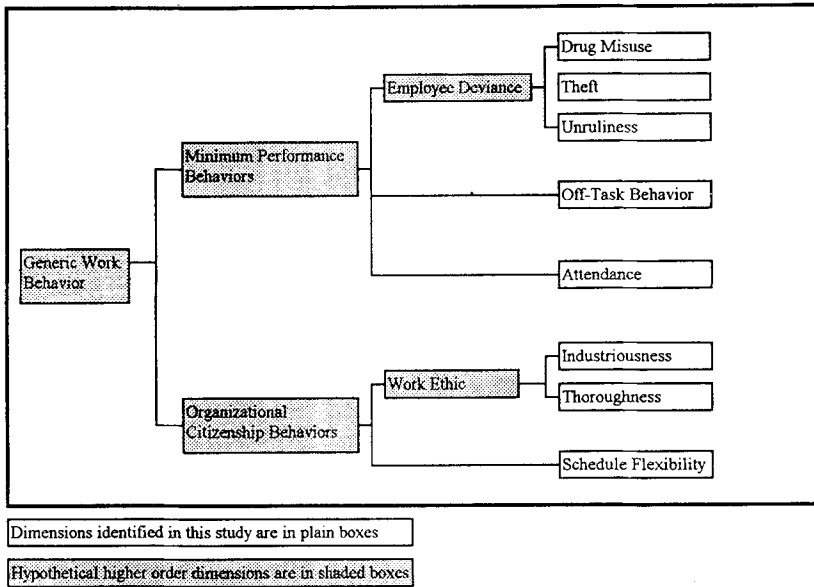 Drug Misuse
Employee Deviance
Theft
Unruliness
Minimum Performance
Behaviors
Off-Task Behavior
Generic Work
Behavior
Attendance
Industriousness
Work Ethic
Thoroughness
Organizational
Citizenship Behaviors
Schedule Flexibility
Dimensions identified in this study are in plain boxes
Hypothetical higher order dimensions are in shaded boxes